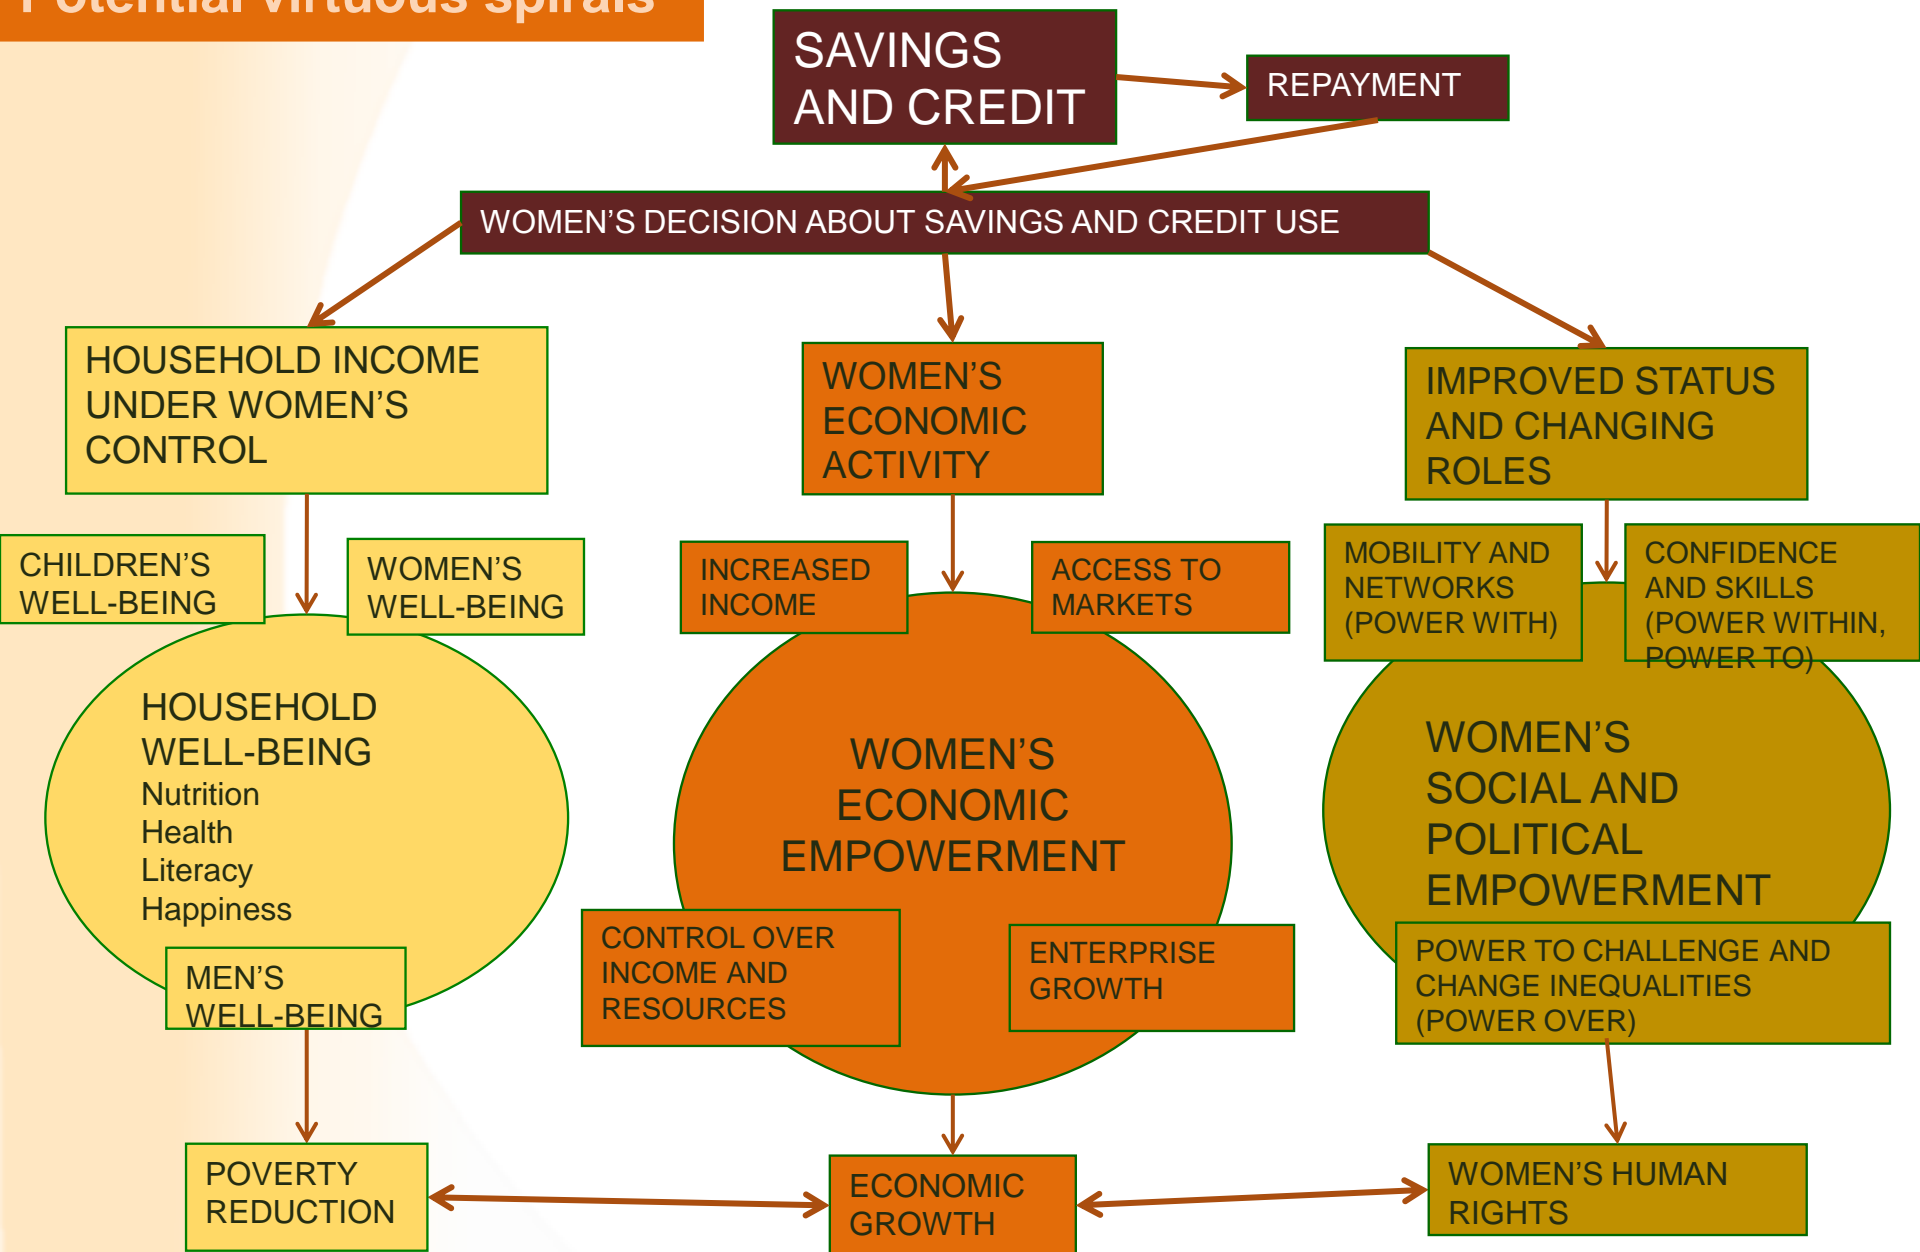 Potential virtuous spirals
SAVINGS
AND CREDIT
REPAYMENT
WOMEN’S DECISION ABOUT SAVINGS AND CREDIT USE
HOUSEHOLD INCOME
UNDER WOMEN’S
CONTROL
WOMEN’S
ECONOMIC
ACTIVITY
IMPROVED STATUS
AND CHANGING
ROLES
CHILDREN’S
WELL-BEING
WOMEN’S
WELL-BEING
INCREASED
INCOME
ACCESS TO
MARKETS
MOBILITY AND
NETWORKS
(POWER WITH)
CONFIDENCE
AND SKILLS
(POWER WITHIN,
POWER TO)
HOUSEHOLD
WELL-BEING
Nutrition
Health
Literacy
Happiness
WOMEN’S
ECONOMIC
EMPOWERMENT
WOMEN’S
SOCIAL AND
POLITICAL
EMPOWERMENT
MEN’S
WELL-BEING
CONTROL OVER
INCOME AND
RESOURCES
ENTERPRISE
GROWTH
POWER TO CHALLENGE AND
CHANGE INEQUALITIES
(POWER OVER)
POVERTY
REDUCTION
ECONOMIC
GROWTH
WOMEN’S HUMAN
RIGHTS